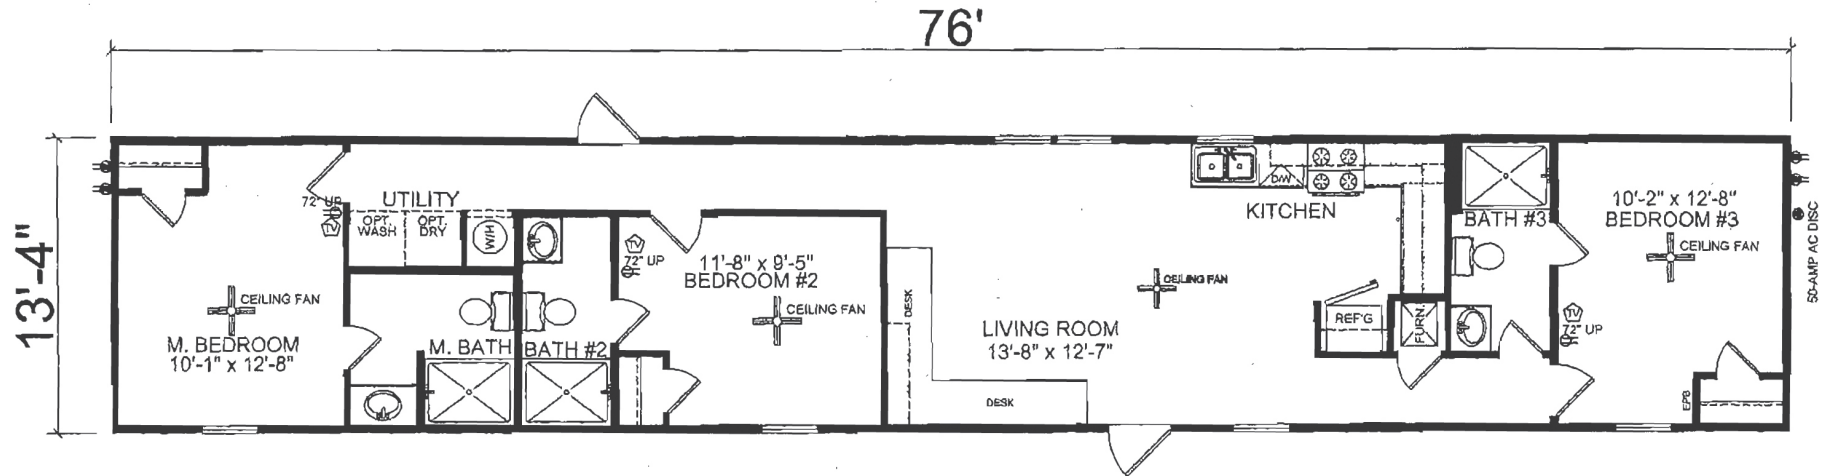 76'
13'-4"
72" UP
TV
UTILITY
OPT.
WASH
OPT.
DRY
W/H
CEILING FAN
M. BEDROOM
10'-1" x 12'-8"
M. BATH
BATH #2
TV
72" UP
11'-8" x 9'-5"
BEDROOM #2
CEILING FAN
DESK
DESK
LIVING ROOM
13'-8" x 12'-7"
CEILING FAN
D/W
KITCHEN
REF'G
FURN.
BATH #3
10'-2" x 12'-8"
BEDROOM #3
CEILING FAN
TV
72" UP
EPB
50-AMP AC DISC